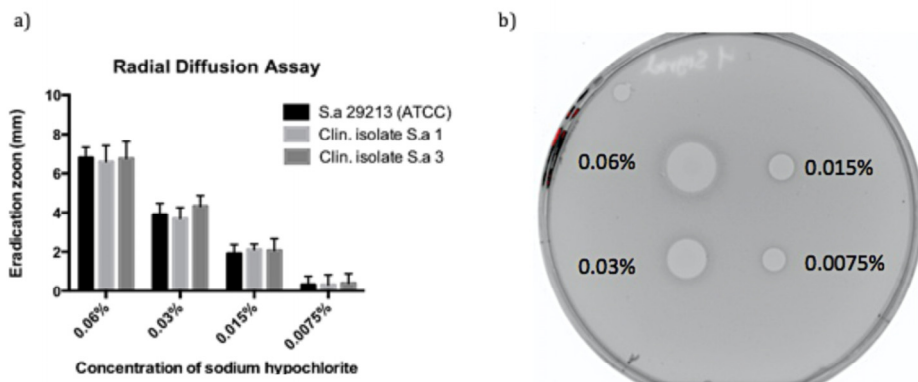 a)
Radial Diffusion Assay
Eradication zoon (mm)
10
8
6
4
2
0
S.a 29213 (ATCC)
Clin. isolate S.a 1
Clin. isolate S.a 3
0.06%
0.03%
0.015%
0.0075%
Concentration of sodium hypochlorite
b)
0.06%
0.015%
0.03%
0.0075%